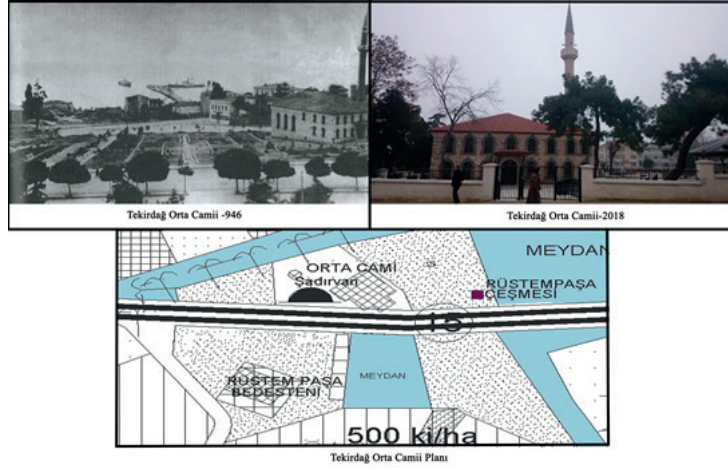 Tekirdağ Orta Camii -946
Tekirdağ Orta Camii-2018
MEYDAN
ORTA CAMİ
Şadırvan
RÜSTEMPAŞA
ÇEŞMESİ
15
RÜSTEM PAŞA
BEDESTENİ
MEYDAN
500 ki/ha
Tekirdağ Orta Camii Planı